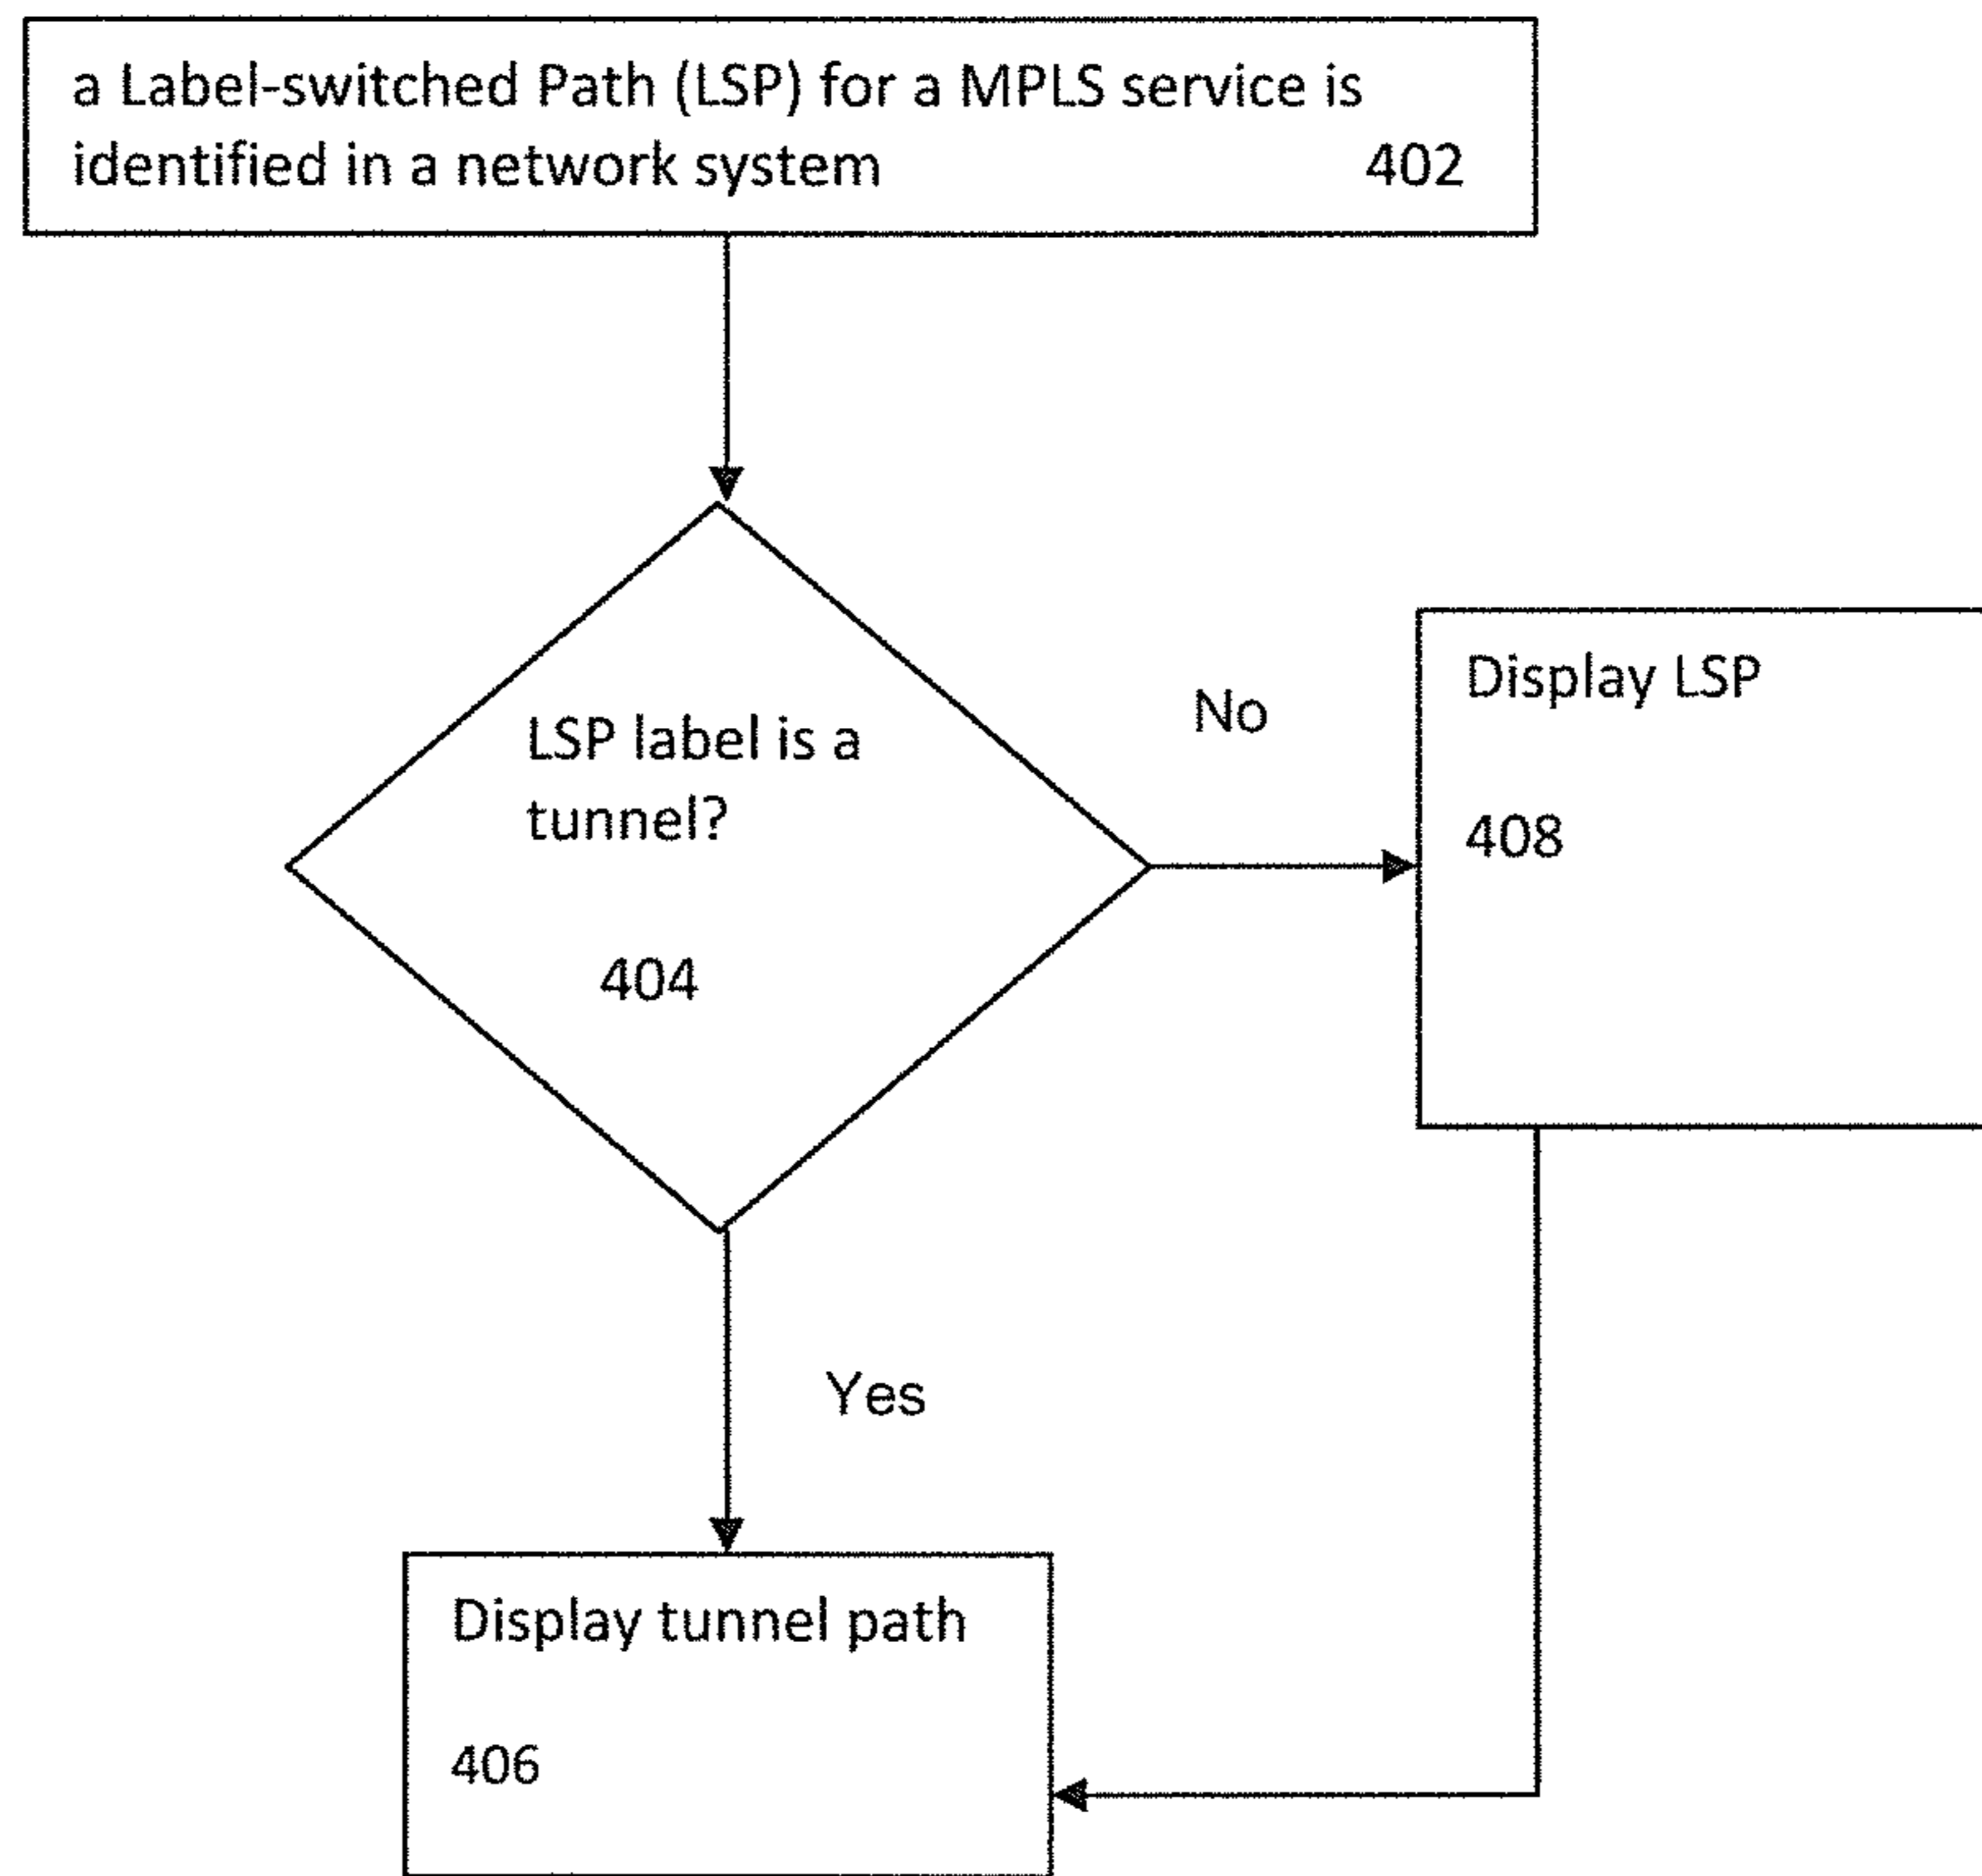 a Label-switched Path (LSP) for a MPLS service is
identified in a network system 402
LSP label is a
tunnel?
404
No
Display LSP
408
Yes
Display tunnel path
406